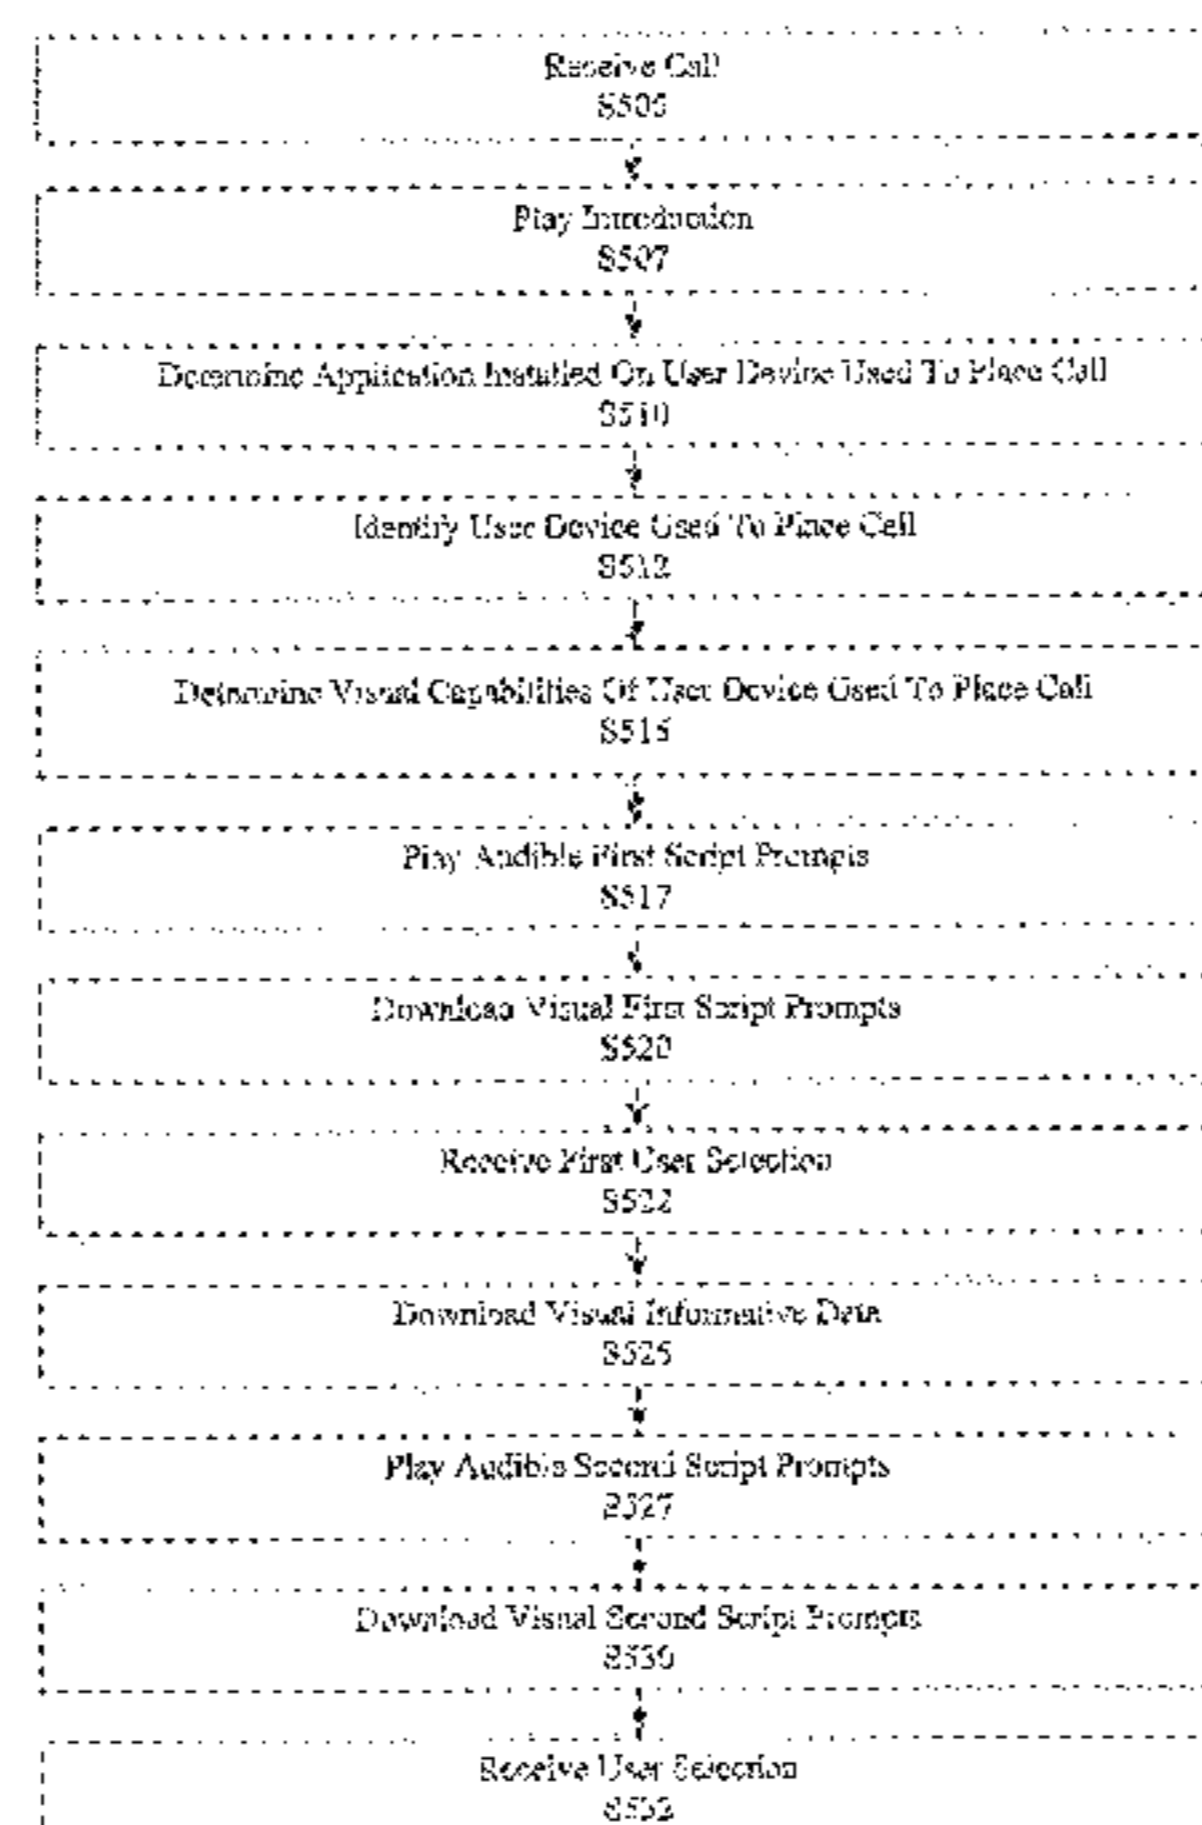 Receive Call
S505
Play Introduction
S507
Determine Application Installed On User Device Used To Place Call
S510
Identify User Device Used To Place Call
S512
Determine Visual Capabilities Of User Device Used To Place Call
S515
Play Audible First Script Prompts
S517
Download Visual First Script Prompts
S520
Receive First User Selection
S522
Download Visual Informative Data
S525
Play Audible Second Script Prompts
S527
Download Visual Second Script Prompts
S530
Receive User Selection
S532